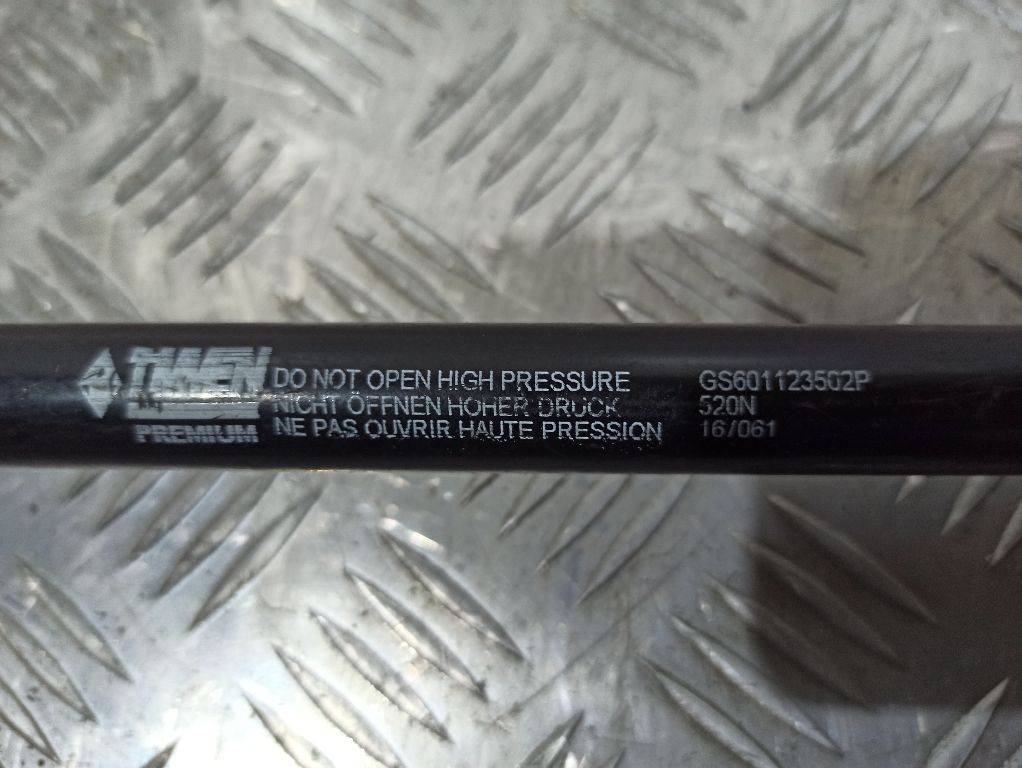 PREMIUM
DO NOT OPEN HIGH PRESSURE
NICHT ÖFFNEN HOHER DRUCK
NE PAS OUVRIR HAUTE PRESSION
GS601123502P
520N
16/061